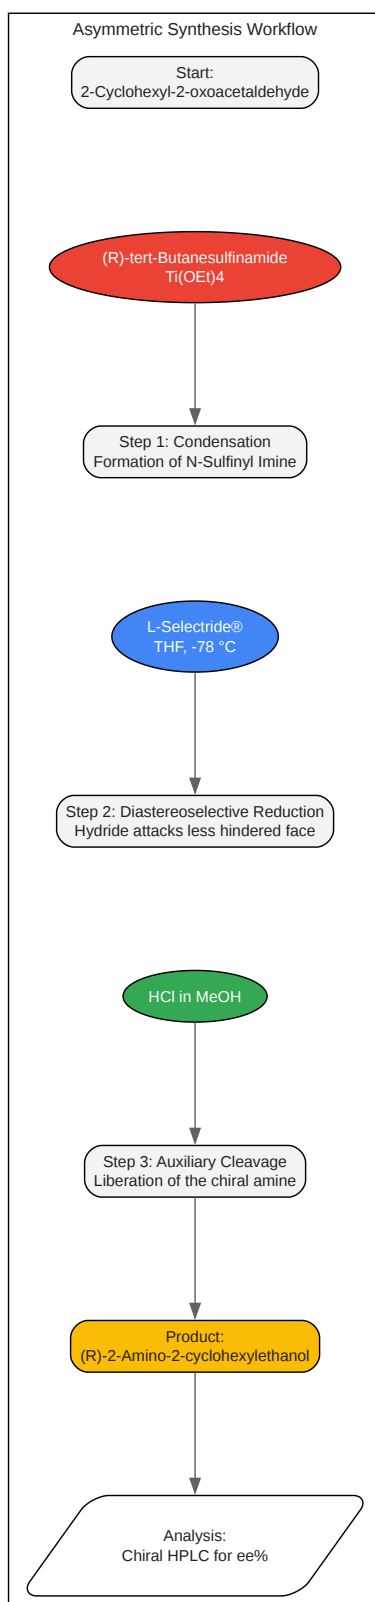 Asymmetric Synthesis Workflow
Start:
2-Cyclohexyl-2-oxoacetaldehyde
(R)-tert-Butanesulfinamide
Ti(OEt)4
Step 1: Condensation
Formation of N-Sulfinyl Imine
L-Selectride®
THF, -78 °C
Step 2: Diastereoselective Reduction
Hydride attacks less hindered face
HCl in MeOH
Step 3: Auxiliary Cleavage
Liberation of the chiral amine
Product:
(R)-2-Amino-2-cyclohexylethanol
Analysis:
Chiral HPLC for ee%